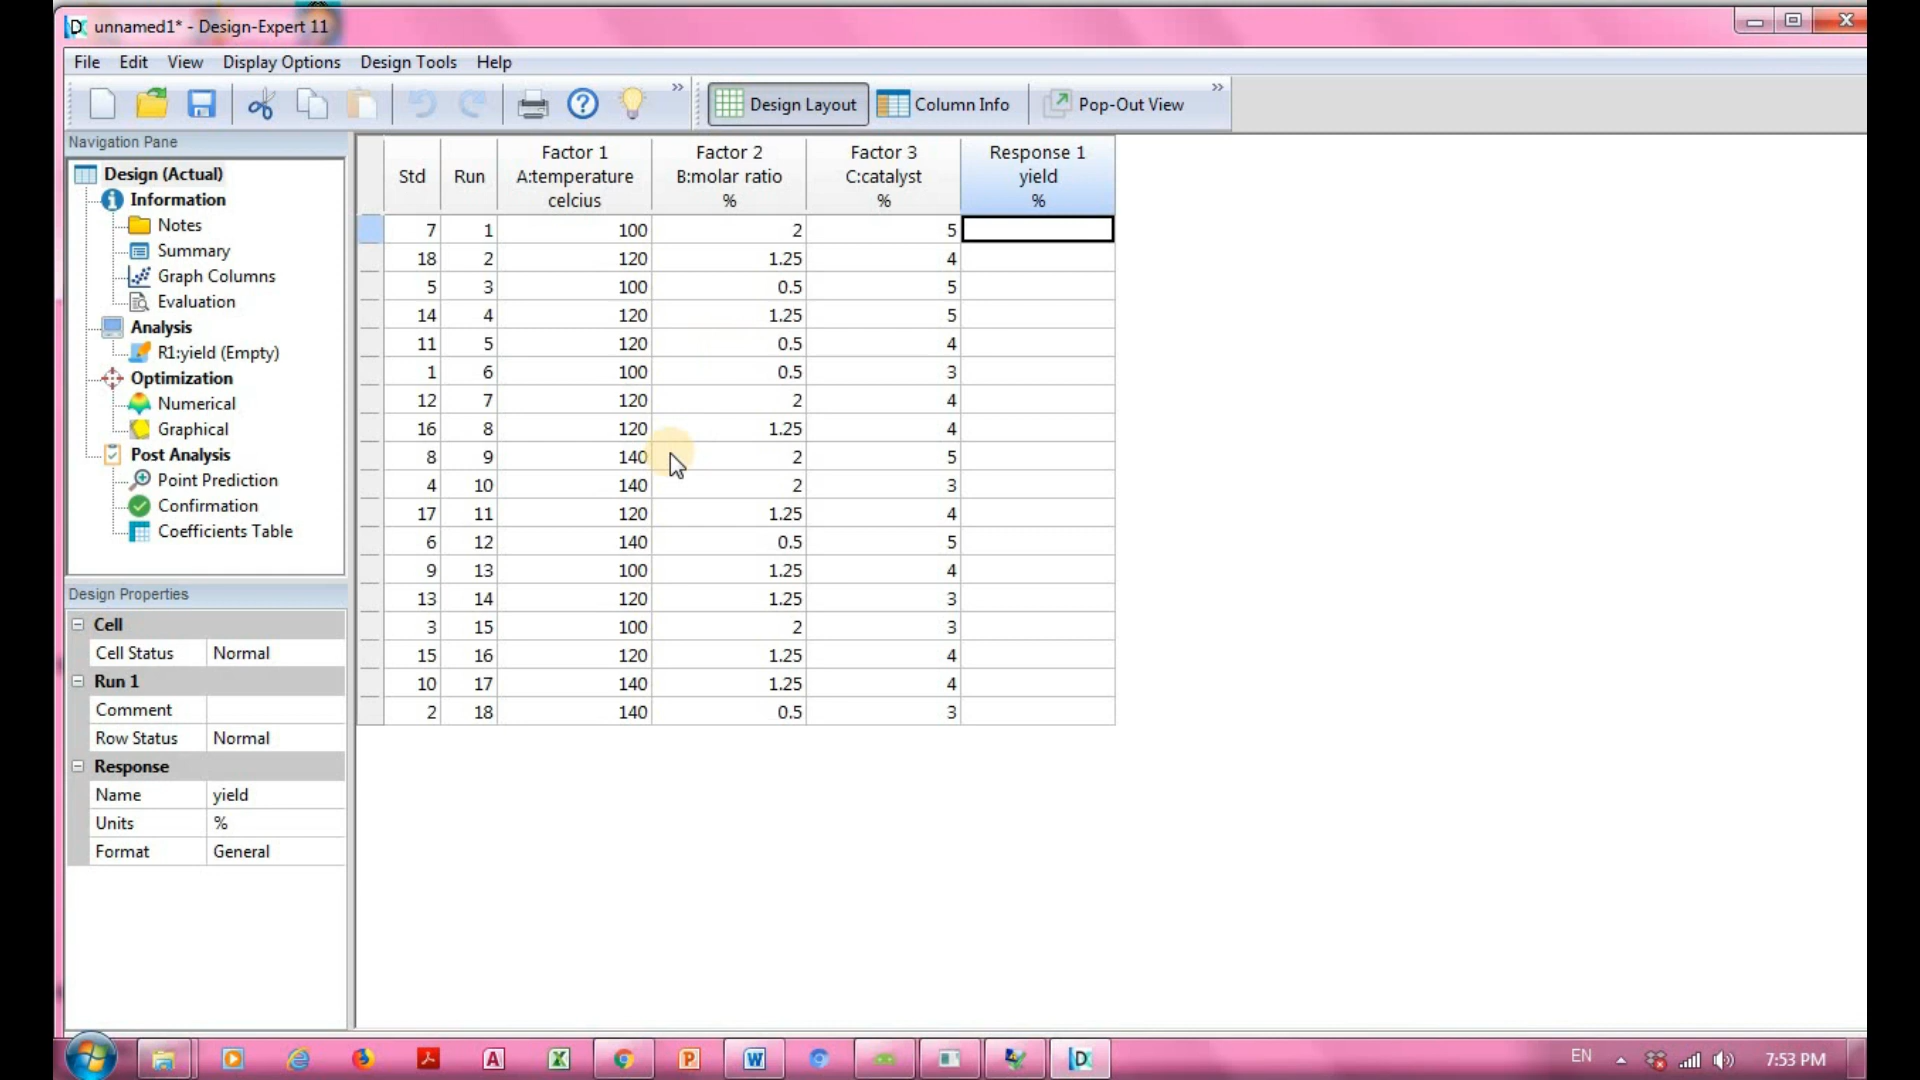 unnamed1* - Design-Expert 11
File Edit View Display Options Design Tools Help
» Design Layout Column Info Pop-Out View »
Navigation Pane
Design (Actual)
Information
Notes
Summary
Graph Columns
Evaluation
Analysis
R1:yield (Empty)
Optimization
Numerical
Graphical
Post Analysis
Point Prediction
Confirmation
Coefficients Table
Design Properties
Cell
Cell Status Normal
Run 1
Comment
Row Status Normal
Response
Name yield
Units %
Format General
Factor 1 Factor 2 Factor 3 Response 1
Std Run A:temperature B:molar ratio C:catalyst yield
celcius % % %
7 1 100 2 5
18 2 120 1.25 4
5 3 100 0.5 5
14 4 120 1.25 5
11 5 120 0.5 4
1 6 100 0.5 3
12 7 120 2 4
16 8 120 1.25 4
8 9 140 2 5
4 10 140 2 3
17 11 120 1.25 4
6 12 140 0.5 5
9 13 100 1.25 4
13 14 120 1.25 3
3 15 100 2 3
15 16 120 1.25 4
10 17 140 1.25 4
2 18 140 0.5 3
EN 7:53 PM